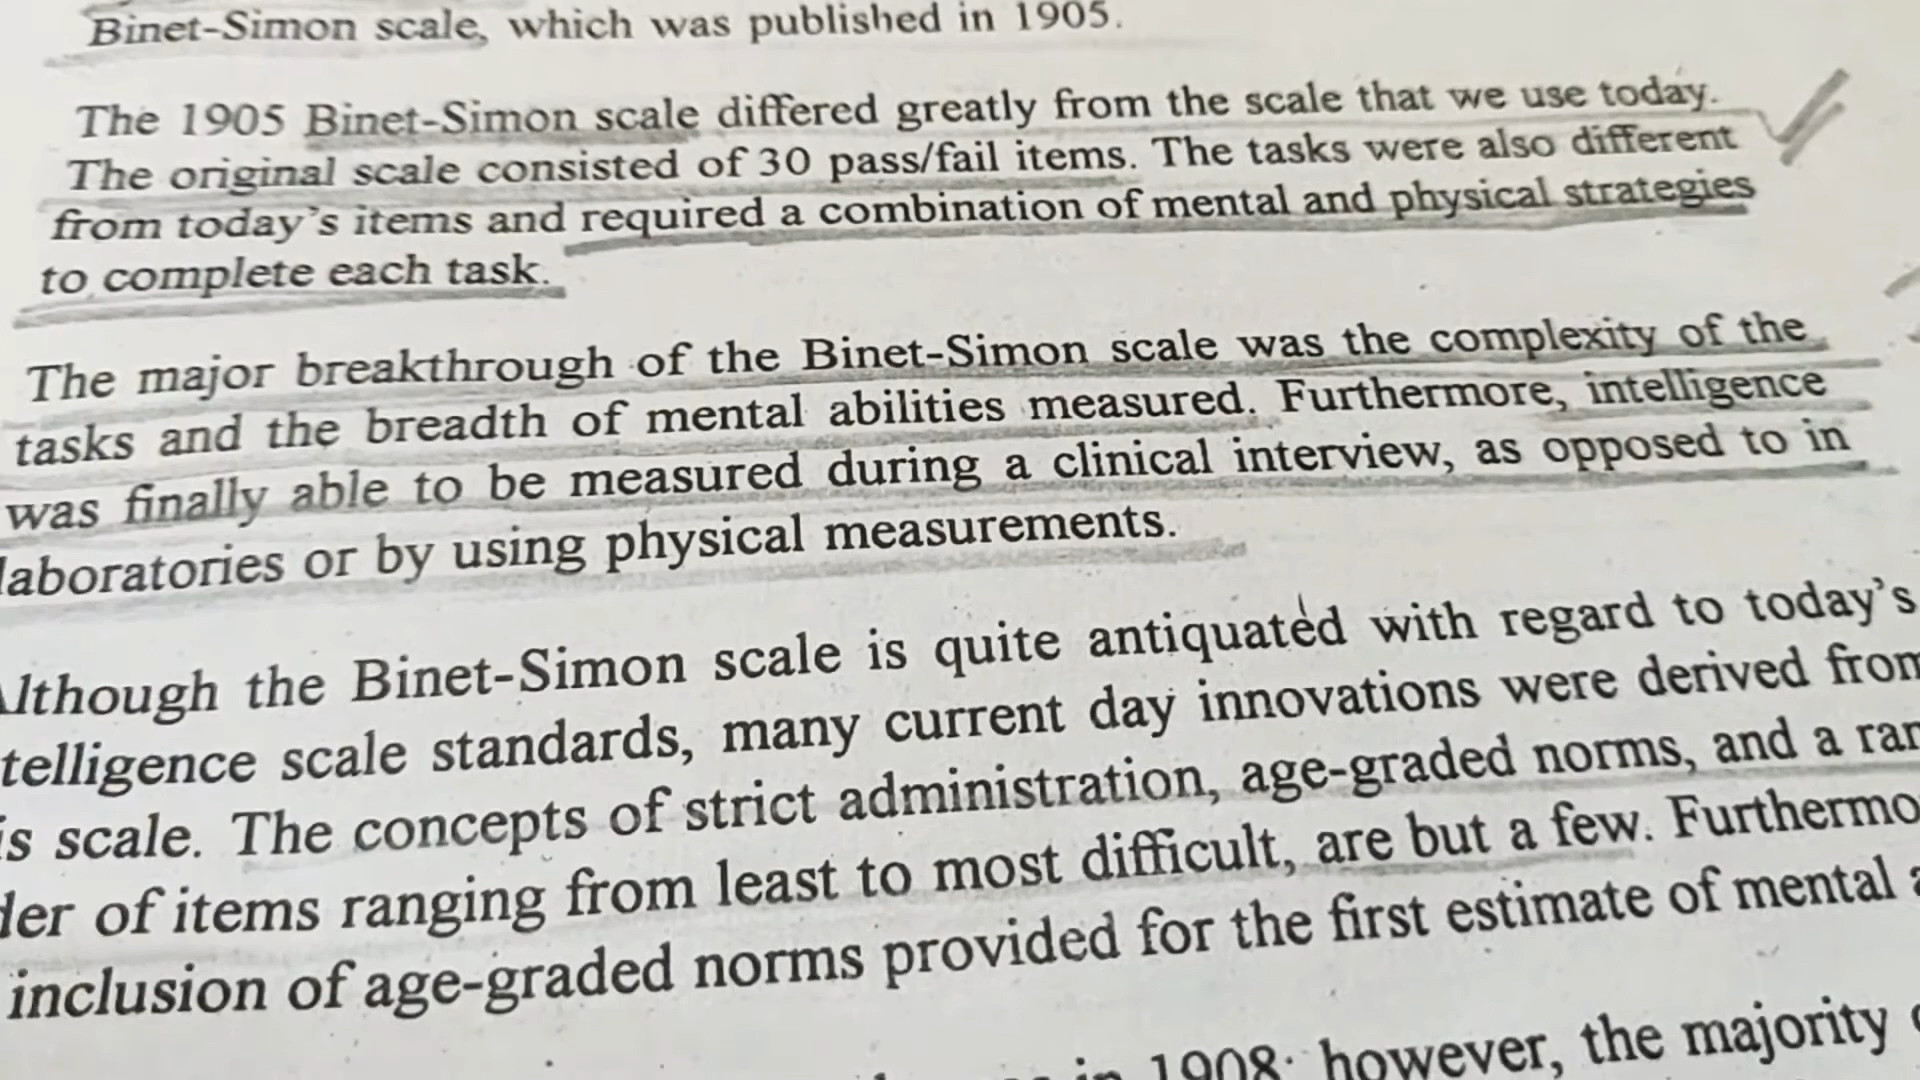 Binet-Simon scale, which was published in 1905.
The 1905 Binet-Simon scale differed greatly from the scale that we use today.
The original scale consisted of 30 pass/fail items. The tasks were also different
from today's items and required a combination of mental and physical strategies
to complete each task.
The major breakthrough of the Binet-Simon scale was the complexity of the
tasks and the breadth of mental abilities measured. Furthermore, intelligence
was finally able to be measured during a clinical interview, as opposed to in
laboratories or by using physical measurements.
Although the Binet-Simon scale is quite antiquated with regard to today's
telligence scale standards, many current day innovations were derived from
is scale. The concepts of strict administration, age-graded norms, and a ran
der of items ranging from least to most difficult, are but a few. Furthermo
inclusion of age-graded norms provided for the first estimate of mental a
in 1908; however, the majority